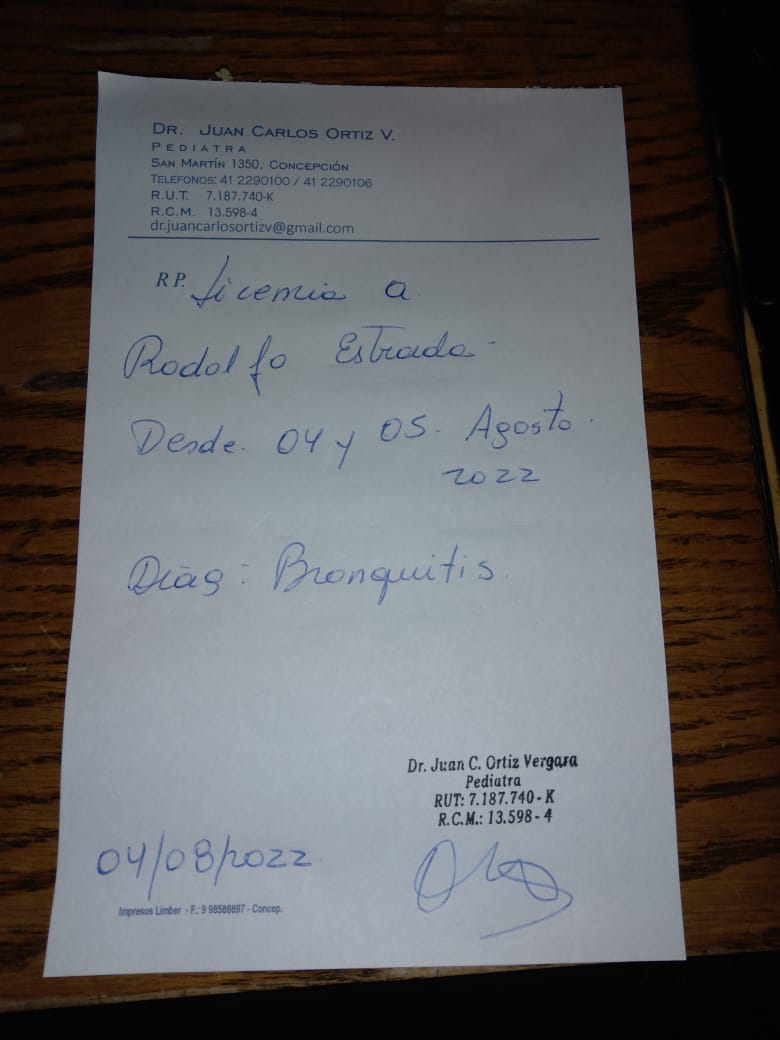 DR. JUAN CARLOS ORTIZ V.
PEDIATRA
SAN MARTÍN 1350, CONCEPCIÓN
TELEFONOS: 41 2290100 / 41 2290106
R.U.T. 7.187.740-K
R.C.M. 13.598-4
dr.juancarlosortizv@gmail.com
R P. Licencia a
Rodolfo Estrada
Desde. 04 y 05. Agosto.
2022
Diag: Bronquitis.
Dr. Juan C. Ortiz Vergara
Pediatra
RUT: 7.187.740-K
R.C.M.: 13.598-4
04/08/2022
Impresos Limber - F.: 9 98588897 - Concep.